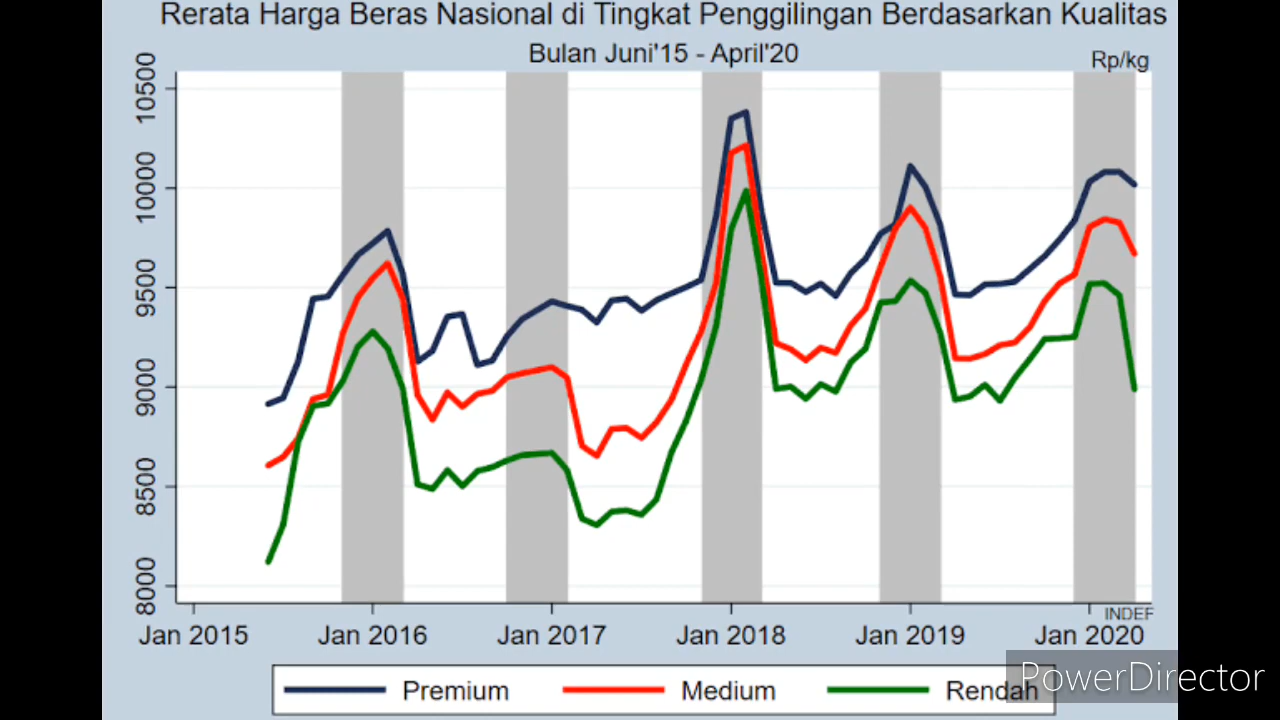 Rerata Harga Beras Nasional di Tingkat Penggilingan Berdasarkan Kualitas
Bulan Juni'15 - April'20
Rp/kg
10500
10000
9500
9000
8500
8000
INDEF
Jan 2015 Jan 2016 Jan 2017 Jan 2018 Jan 2019 Jan 2020
Premium Medium Rendah
PowerDirector